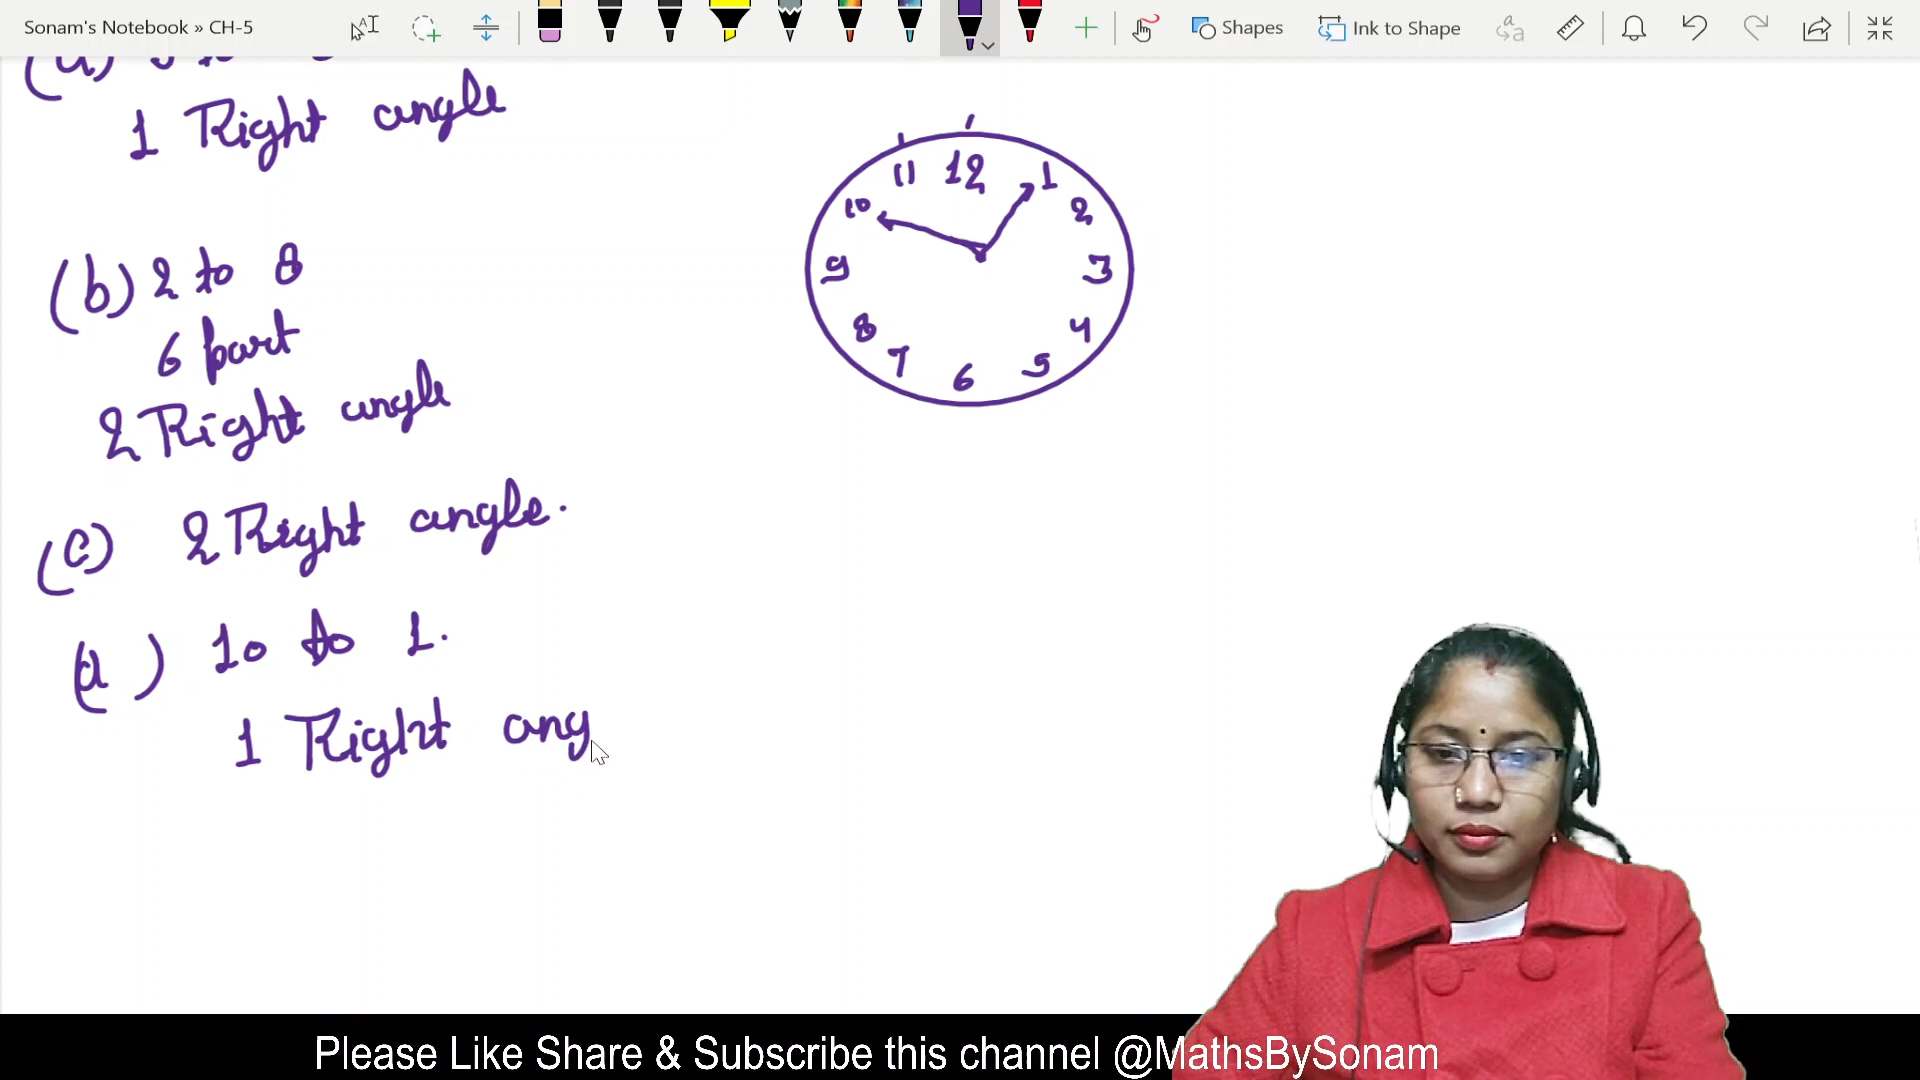 Sonam's Notebook » CH-5
Shapes
Ink to Shape
1 Right angle
(b) 2 to 8
6 part
2 Right angle
(c) 2 Right angle.
(d) 10 to 1.
1 Right ang
12
11
1
10
2
9
3
8
4
7
5
6
Please Like Share & Subscribe this channel @MathsBySonam